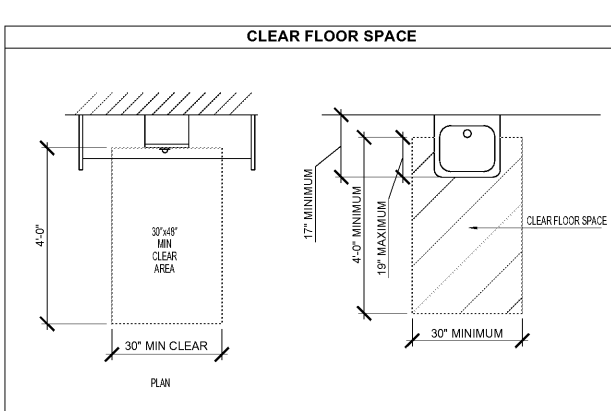 CLEAR FLOOR SPACE
4'-0"
30"x48"
MIN
CLEAR
AREA
30" MIN CLEAR
PLAN
17" MINIMUM
4'-0" MINIMUM
19" MAXIMUM
CLEAR FLOOR SPACE
30" MINIMUM